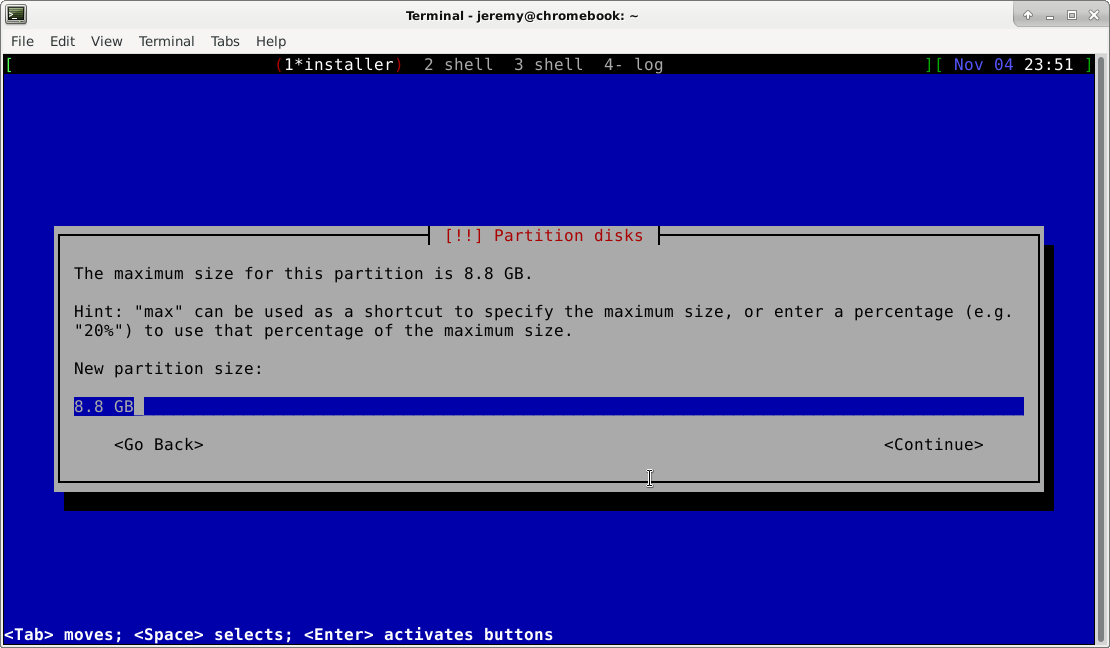 Terminal - jeremy@chromebook: ~
File Edit View Terminal Tabs Help
[ (1*installer) 2 shell 3 shell 4- log ][ Nov 04 23:51 ]
[!!] Partition disks
The maximum size for this partition is 8.8 GB.
Hint: "max" can be used as a shortcut to specify the maximum size, or enter a percentage (e.g.
"20%") to use that percentage of the maximum size.
New partition size:
8.8 GB
<Go Back> <Continue>
<Tab> moves; <Space> selects; <Enter> activates buttons